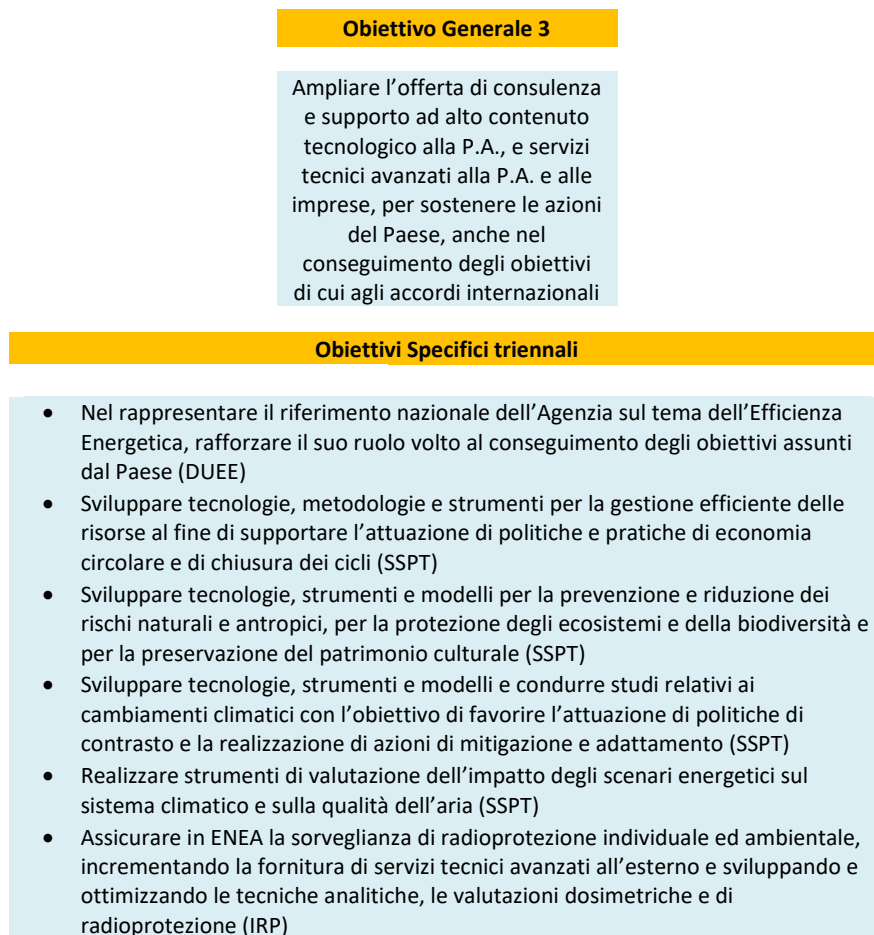 Obiettivo Generale 3
Ampliare l’offerta di consulenza
e supporto ad alto contenuto
tecnologico alla P.A., e servizi
tecnici avanzati alla P.A. e alle
imprese, per sostenere le azioni
del Paese, anche nel
conseguimento degli obiettivi
di cui agli accordi internazionali
Obiettivi Specifici triennali
• Nel rappresentare il riferimento nazionale dell’Agenzia sul tema dell’Efficienza
Energetica, rafforzare il suo ruolo volto al conseguimento degli obiettivi assunti
dal Paese (DUEE)
• Sviluppare tecnologie, metodologie e strumenti per la gestione efficiente delle
risorse al fine di supportare l’attuazione di politiche e pratiche di economia
circolare e di chiusura dei cicli (SSPT)
• Sviluppare tecnologie, strumenti e modelli per la prevenzione e riduzione dei
rischi naturali e antropici, per la protezione degli ecosistemi e della biodiversità e
per la preservazione del patrimonio culturale (SSPT)
• Sviluppare tecnologie, strumenti e modelli e condurre studi relativi ai
cambiamenti climatici con l’obiettivo di favorire l’attuazione di politiche di
contrasto e la realizzazione di azioni di mitigazione e adattamento (SSPT)
• Realizzare strumenti di valutazione dell’impatto degli scenari energetici sul
sistema climatico e sulla qualità dell’aria (SSPT)
• Assicurare in ENEA la sorveglianza di radioprotezione individuale ed ambientale,
incrementando la fornitura di servizi tecnici avanzati all’esterno e sviluppando e
ottimizzando le tecniche analitiche, le valutazioni dosimetriche e di
radioprotezione (IRP)